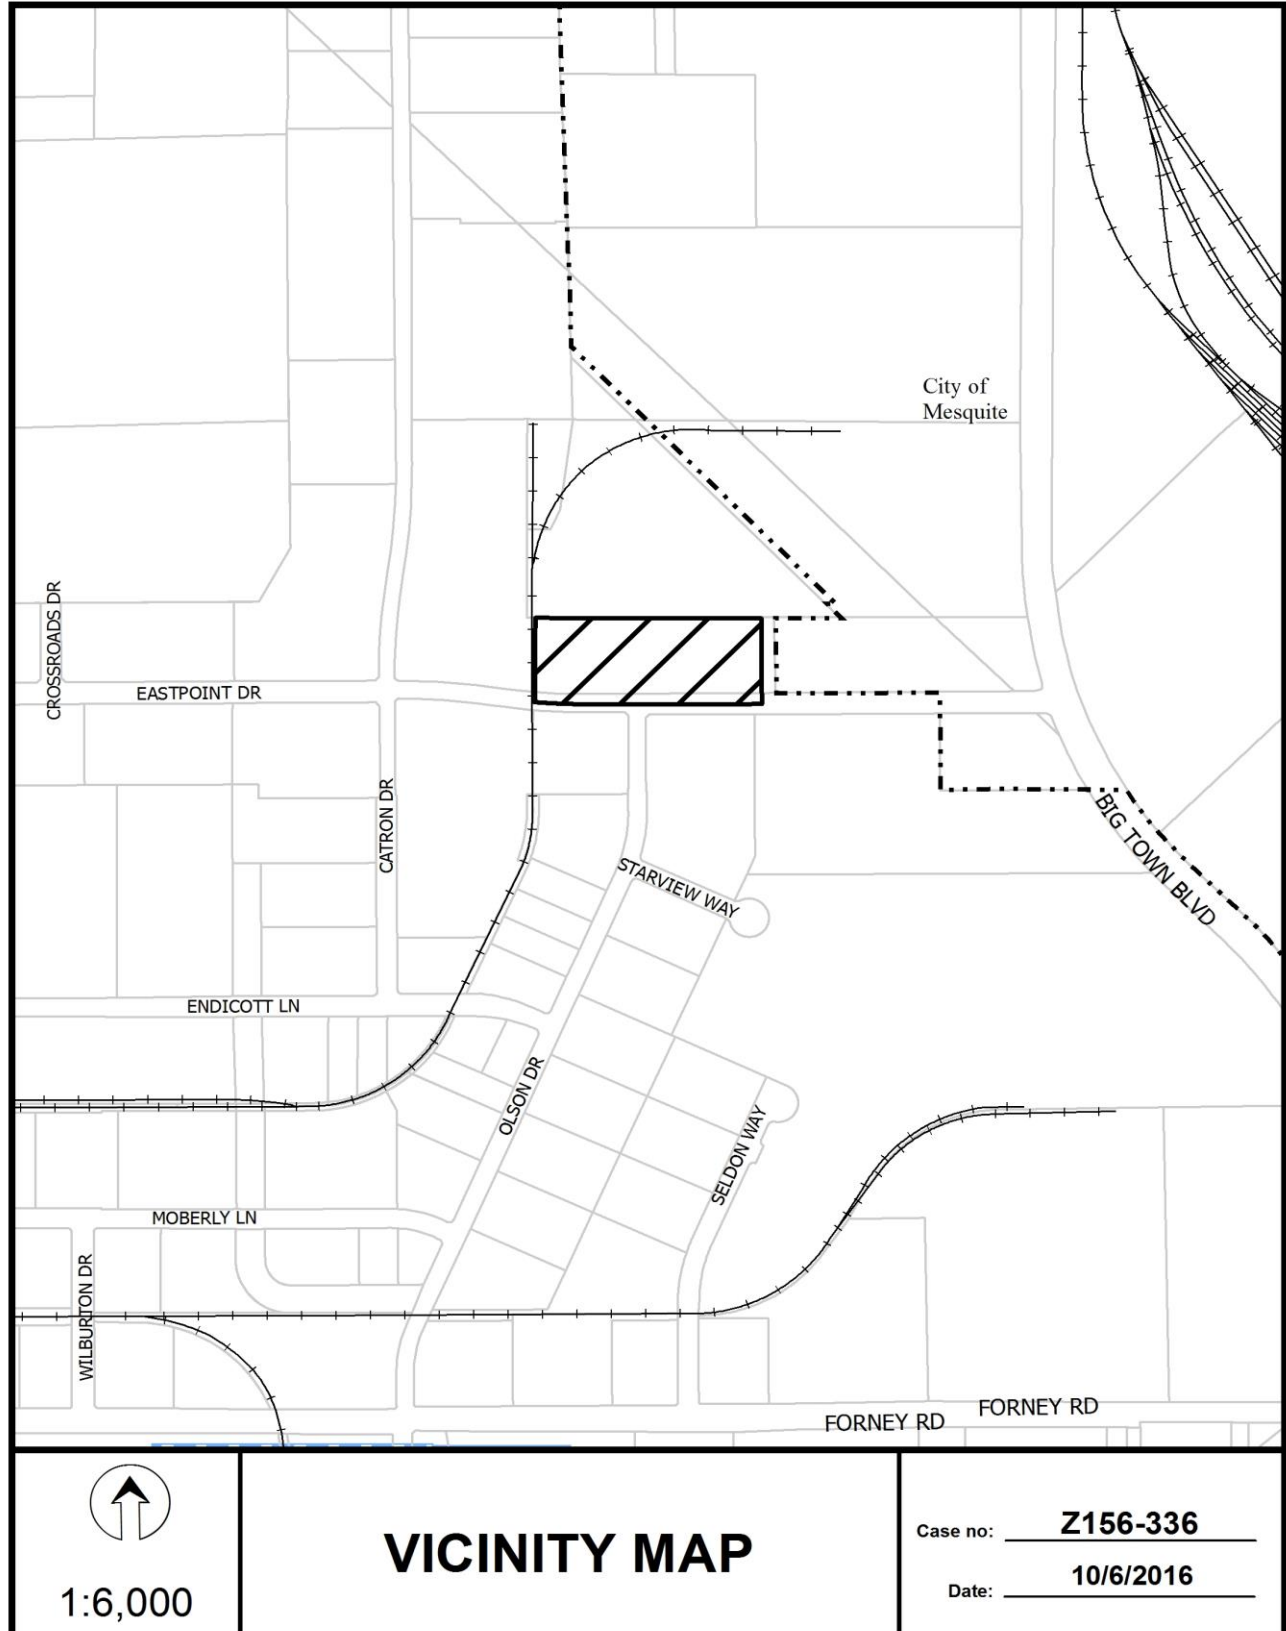 City of
Mesquite
CROSSROADS DR
EASTPOINT DR
CATRON DR
BIG TOWN BLVD
STARVIEW WAY
ENDICOTT LN
OLSON DR
SELDON WAY
MOBERLY LN
WILBURTON DR
FORNEY RD
FORNEY RD
1:6,000
VICINITY MAP
Case no: Z156-336
Date: 10/6/2016